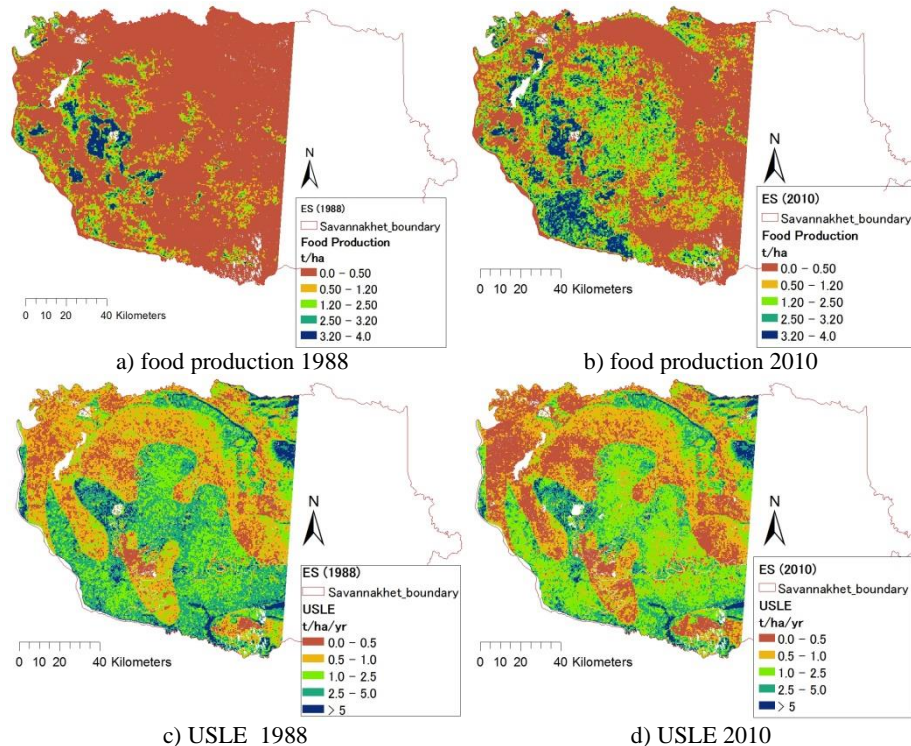 N
ES (1988)
Savannakhet_boundary
Food Production
t/ha
0.0 - 0.50
0.50 - 1.20
1.20 - 2.50
2.50 - 3.20
3.20 - 4.0
0 10 20 40 Kilometers
a) food production 1988
N
ES (2010)
Savannakhet_boundary
Food Production
t/ha
0.0 - 0.50
0.50 - 1.20
1.20 - 2.50
2.50 - 3.20
3.20 - 4.0
0 10 20 40 Kilometers
b) food production 2010
N
ES (1988)
Savannakhet_boundary
USLE
t/ha/yr
0.0 - 0.5
0.5 - 1.0
1.0 - 2.5
2.5 - 5.0
> 5
0 10 20 40 Kilometers
c) USLE 1988
N
ES (2010)
Savannakhet_boundary
USLE
t/ha/yr
0.0 - 0.5
0.5 - 1.0
1.0 - 2.5
2.5 - 5.0
> 5
0 10 20 40 Kilometers
d) USLE 2010